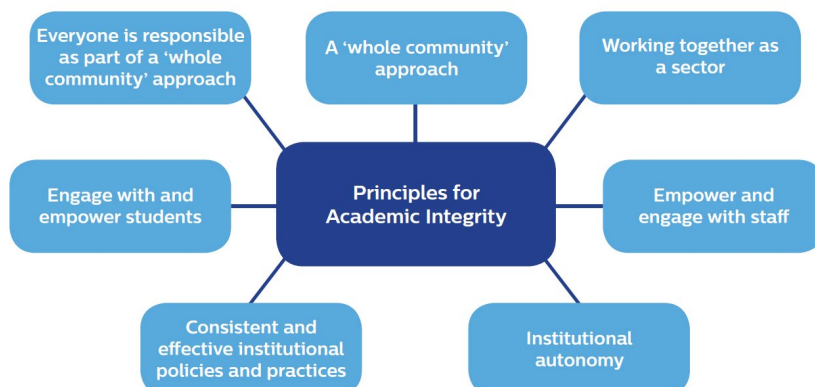 Everyone is responsible
as part of a ‘whole
community’ approach
A ‘whole community’
approach
Working together as
a sector
Engage with and
empower students
Principles for
Academic Integrity
Empower and
engage with staff
Consistent and
effective institutional
policies and practices
Institutional
autonomy